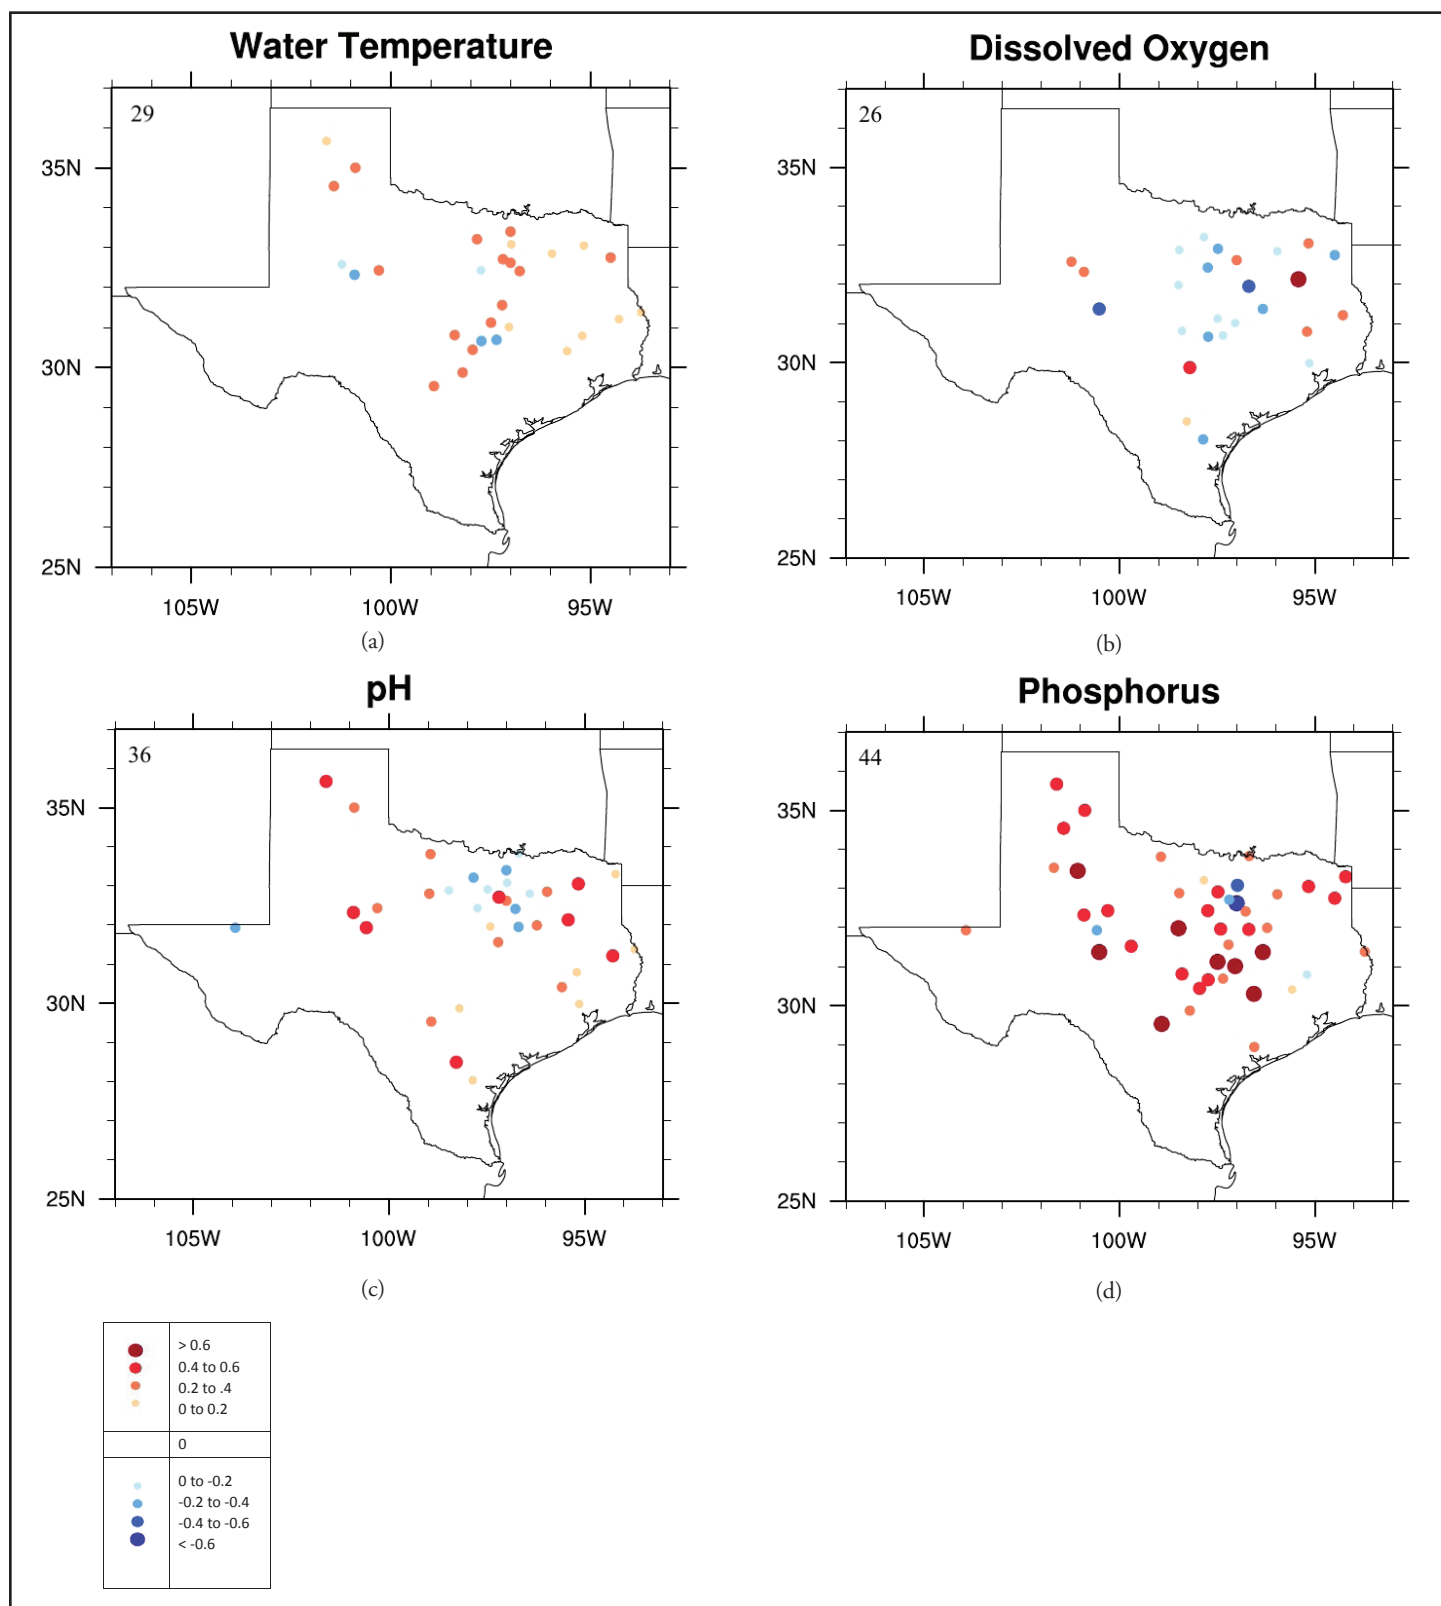 Water Temperature
29
35N
30N
25N
105W 100W 95W
(a)
Dissolved Oxygen
26
35N
30N
25N
105W 100W 95W
(b)
pH
36
35N
30N
25N
105W 100W 95W
(c)
Phosphorus
44
35N
30N
25N
105W 100W 95W
(d)
> 0.6
0.4 to 0.6
0.2 to .4
0 to 0.2
0
0 to -0.2
-0.2 to -0.4
-0.4 to -0.6
< -0.6